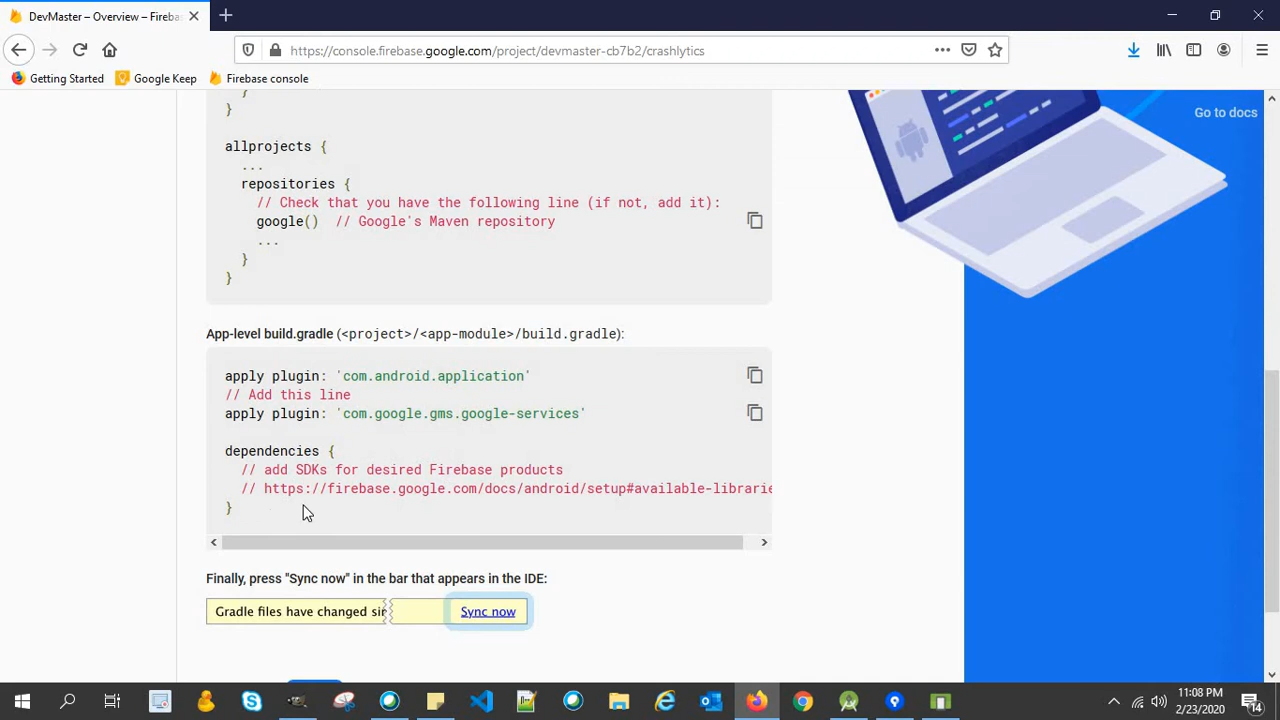 DevMaster – Overview – Fireba
https://console.firebase.google.com/project/devmaster-cb7b2/crashlytics
Getting Started
Google Keep
Firebase console
Go to docs
}
}
allprojects {
...
repositories {
// Check that you have the following line (if not, add it):
google()  // Google's Maven repository
...
}
}
App-level build.gradle (<project>/<app-module>/build.gradle):
apply plugin: 'com.android.application'
// Add this line
apply plugin: 'com.google.gms.google-services'
dependencies {
// add SDKs for desired Firebase products
// https://firebase.google.com/docs/android/setup#available-librarie
}
Finally, press "Sync now" in the bar that appears in the IDE:
Gradle files have changed sin
Sync now
11:08 PM
2/23/2020
14